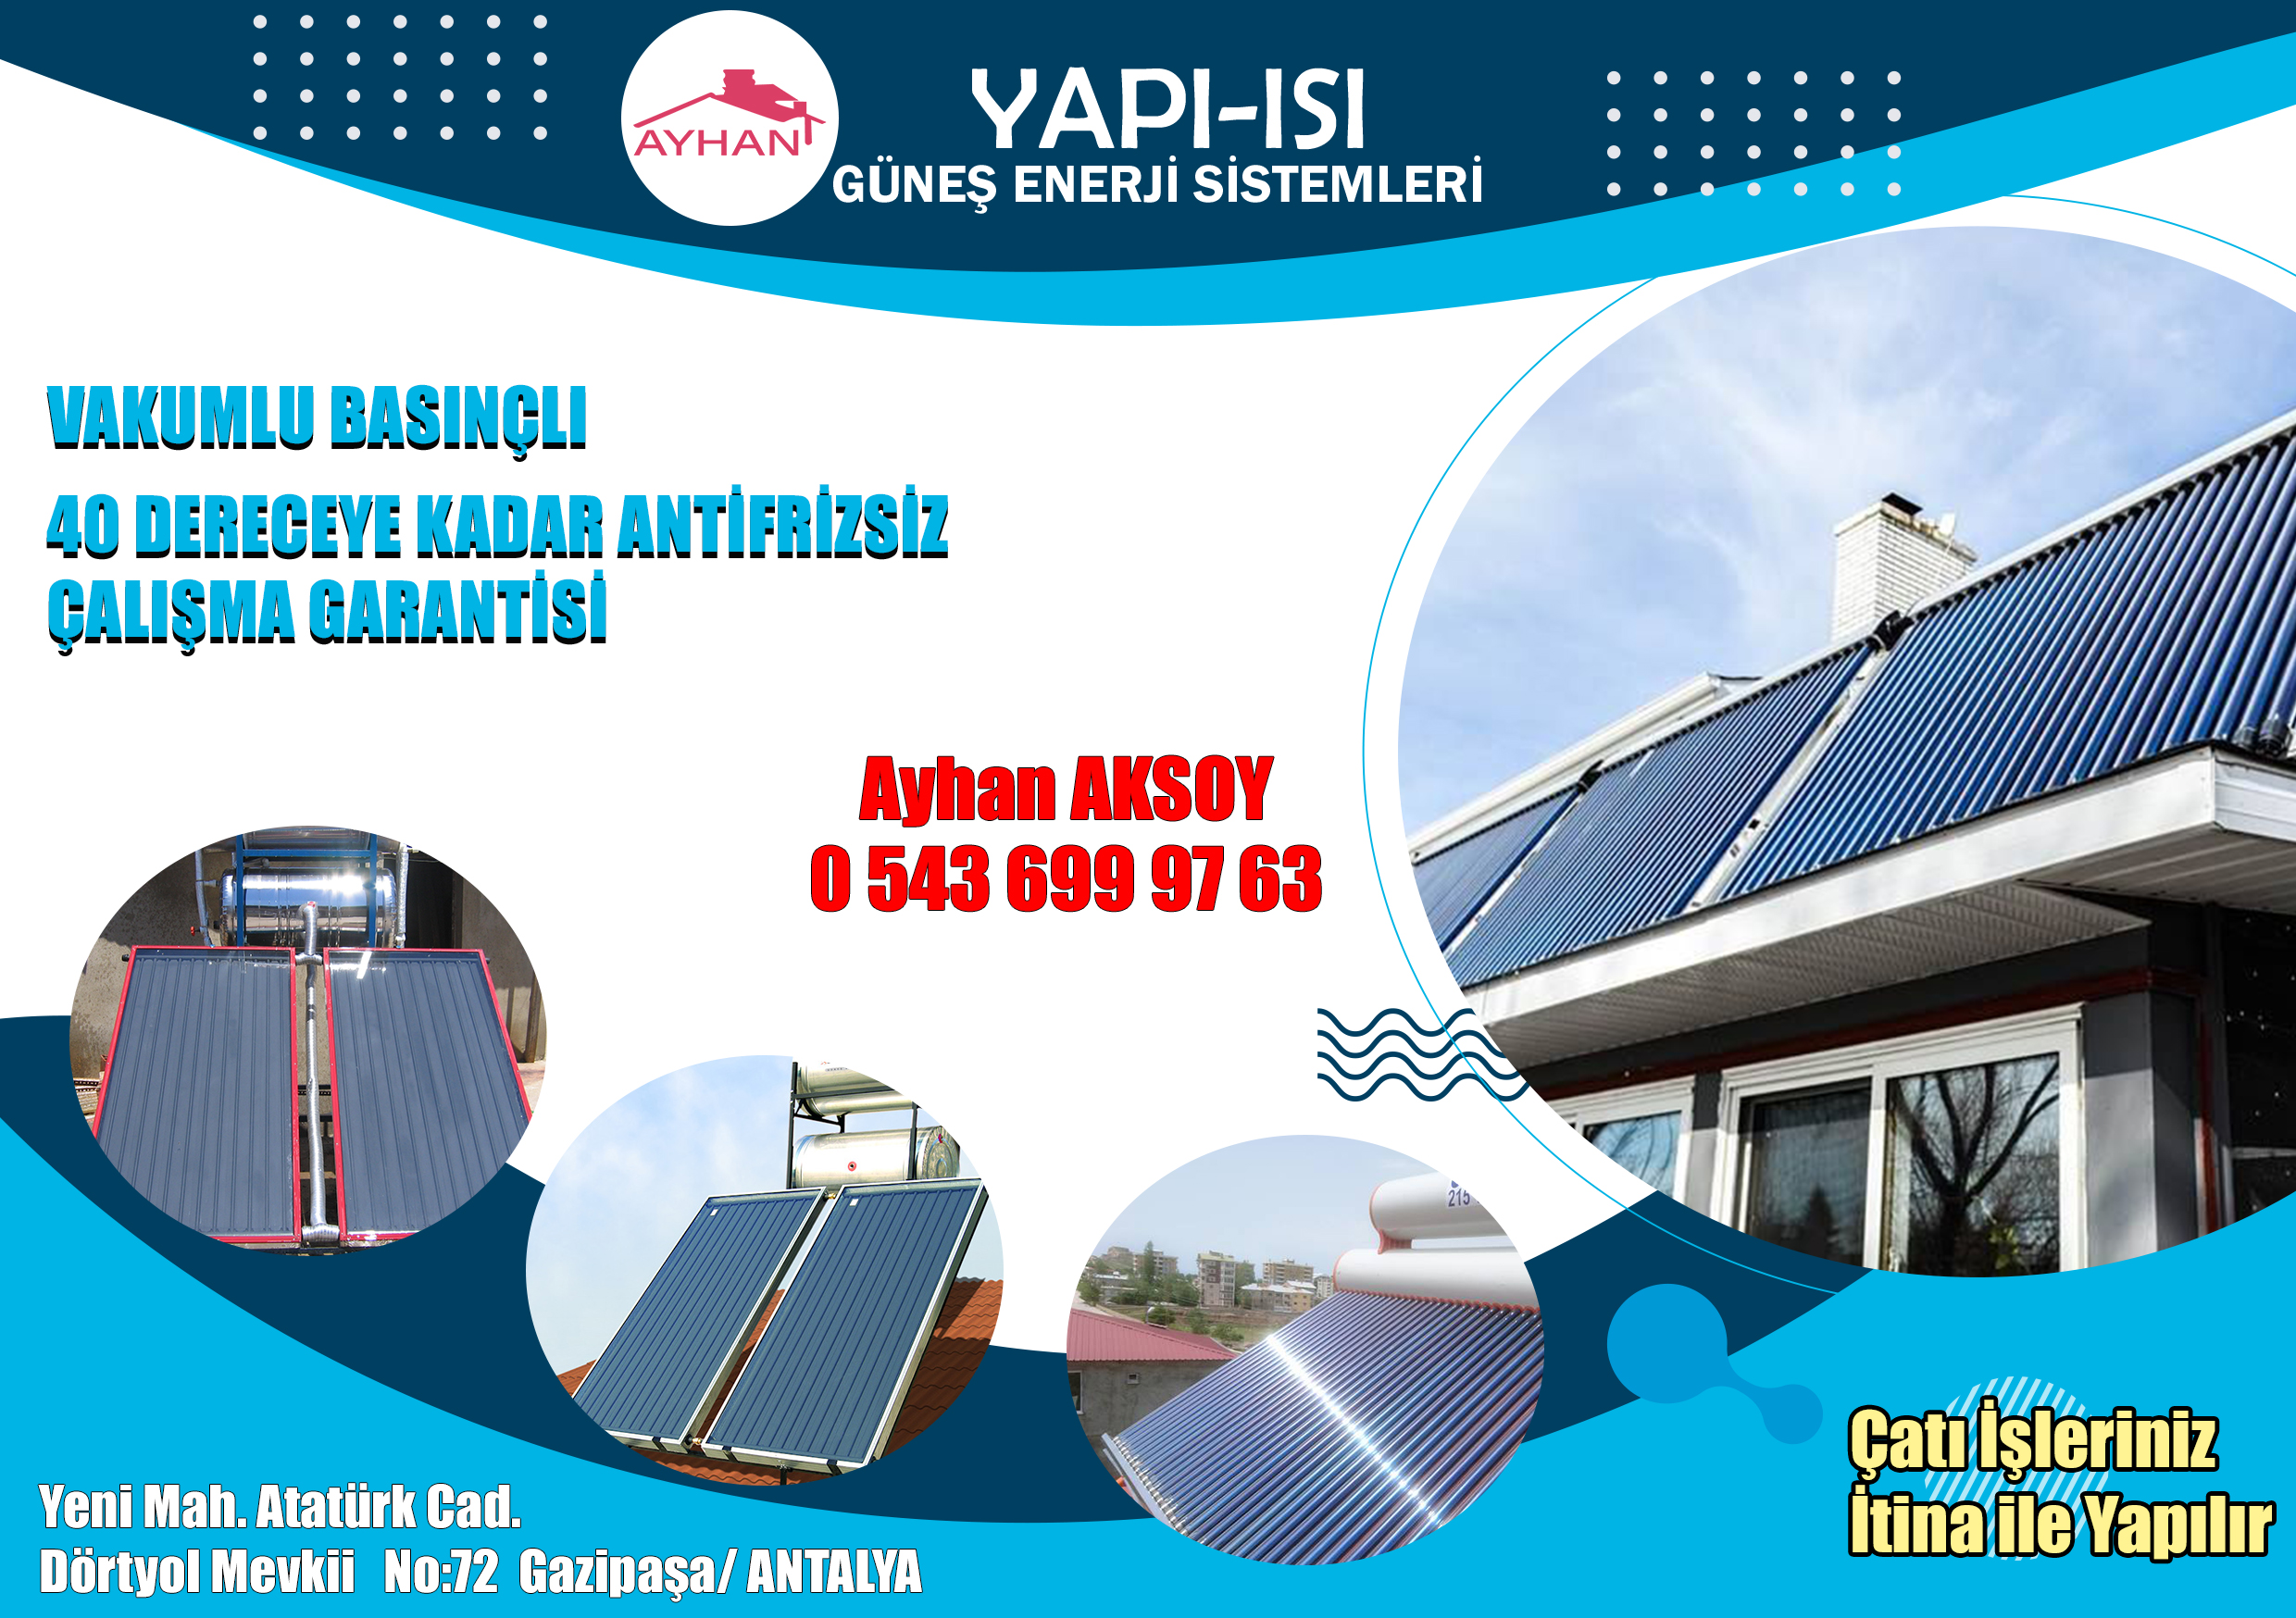 AYHAN
YAPI-ISI
GÜNEŞ ENERJİ SİSTEMLERİ
VAKUMLU BASINÇLI
40 DERECEYE KADAR ANTİFRİZSİZ
ÇALIŞMA GARANTİSİ
Ayhan AKSOY
0 543 699 97 63
215
Çatı İşleriniz
İtina ile Yapılır
Yeni Mah. Atatürk Cad.
Dörtyol Mevkii No:72 Gazipaşa/ ANTALYA